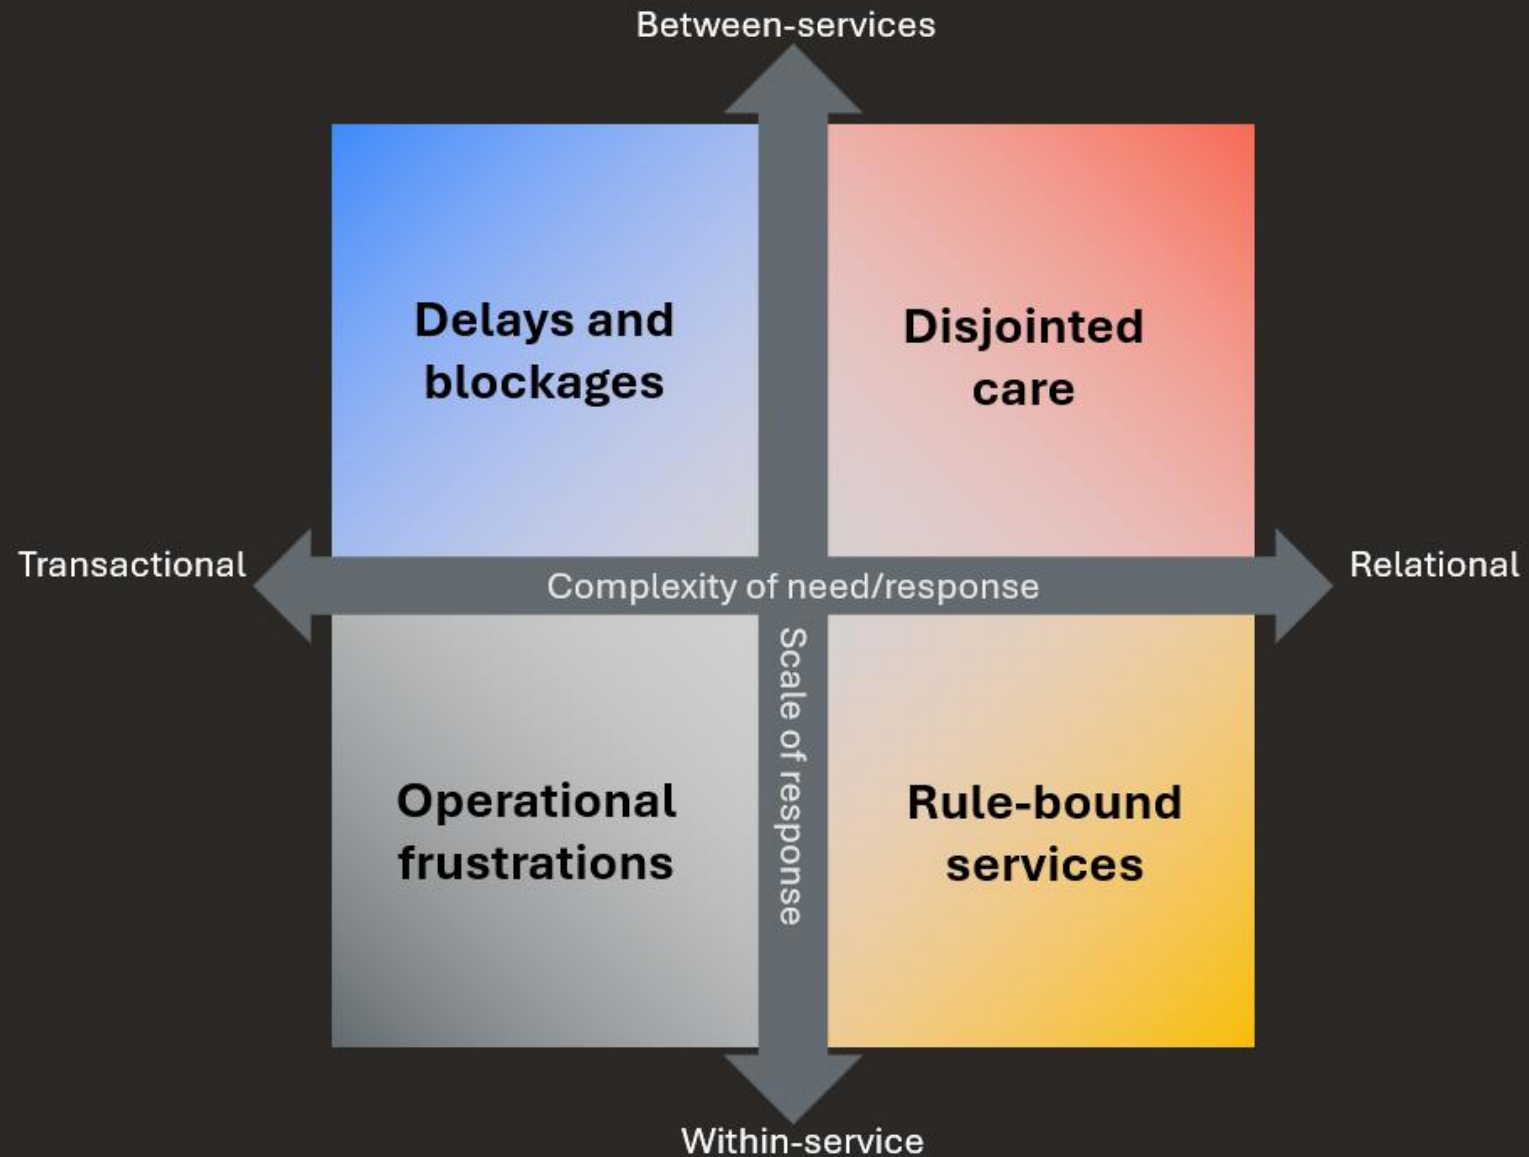 Between-services
Delays and
blockages
Disjointed
care
Transactional
Complexity of need/response
Relational
Scale of response
Operational
frustrations
Rule-bound
services
Within-service